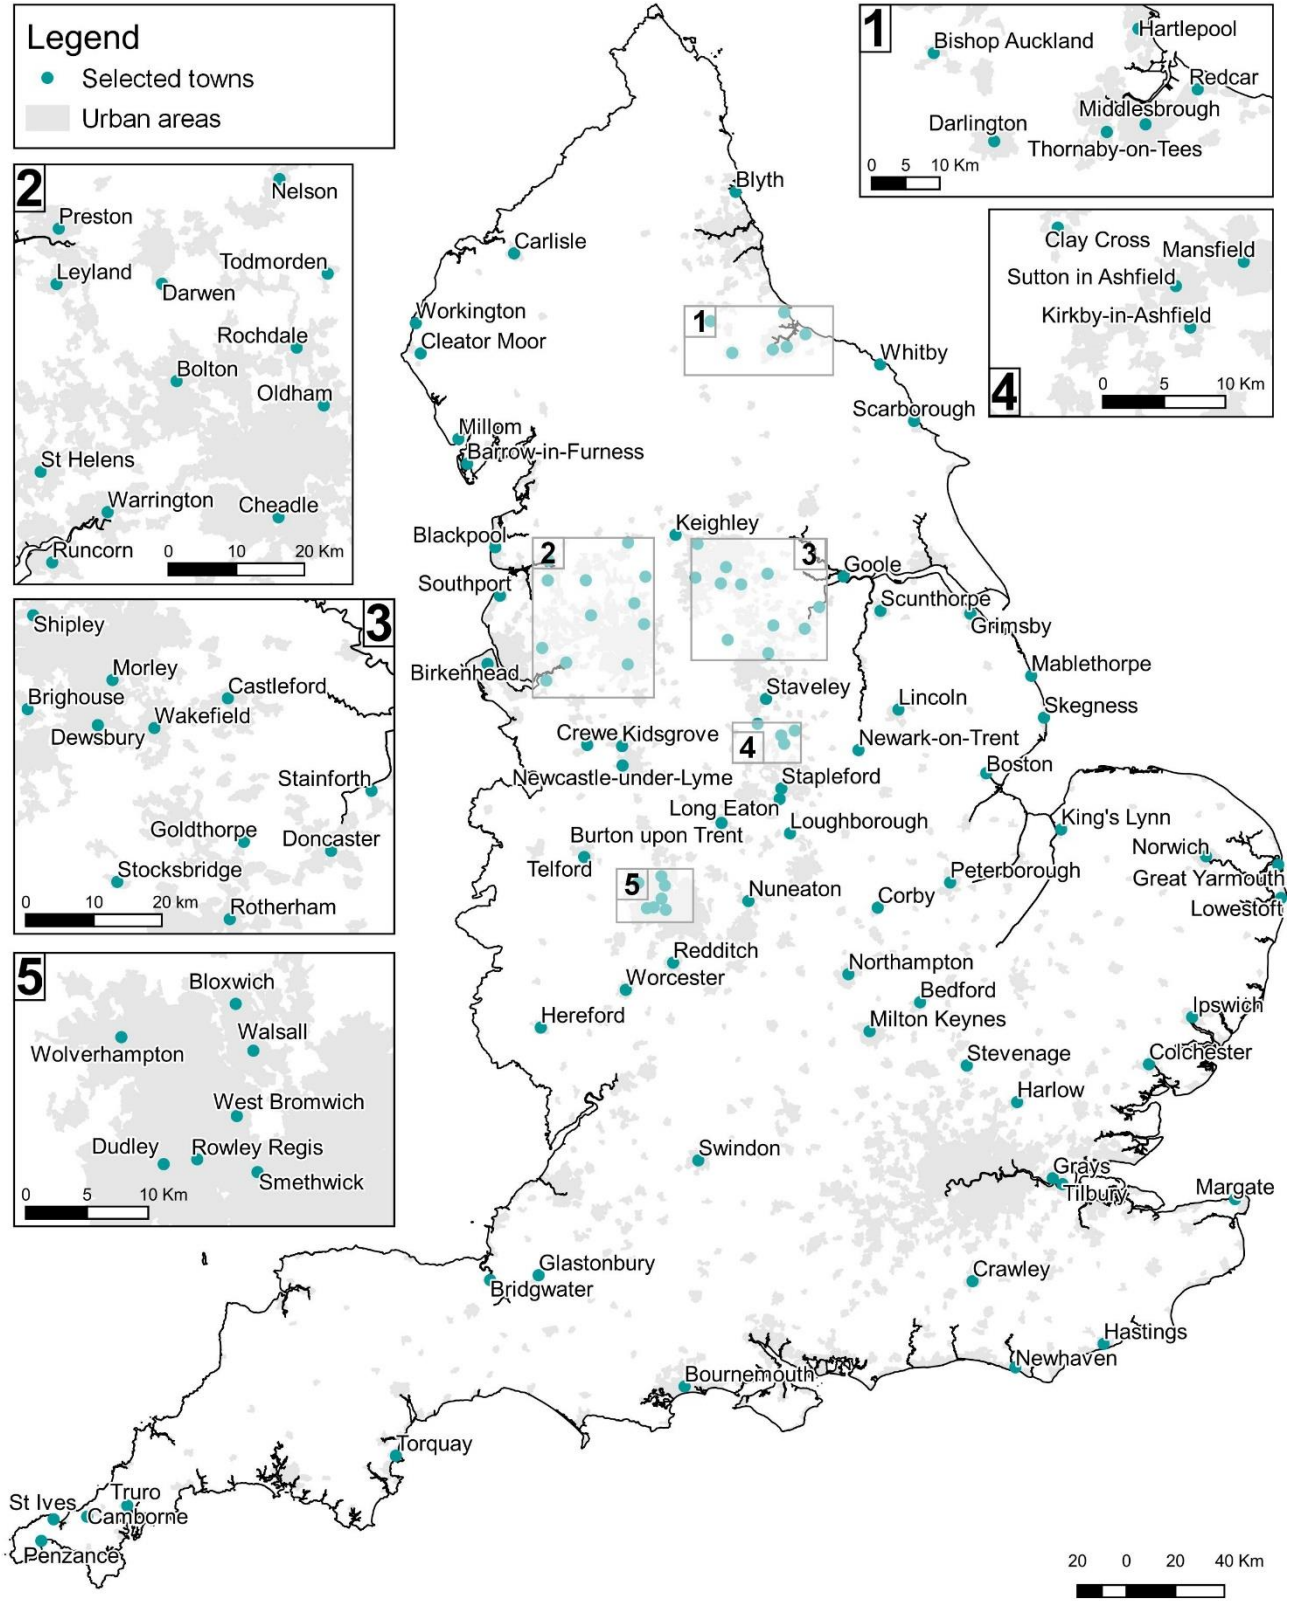 Legend
Selected towns
Urban areas
1
Bishop Auckland
Hartlepool
Redcar
Middlesbrough
Darlington
Thornaby-on-Tees
0 5 10 Km
2
Nelson
Preston
Leyland
Todmorden
Darwen
Rochdale
Bolton
Oldham
St Helens
Warrington
Cheadle
Runcorn
0 10 20 Km
4
Clay Cross
Mansfield
Sutton in Ashfield
Kirkby-in-Ashfield
0 5 10 Km
3
Shipley
Morley
Brighouse
Castleford
Wakefield
Dewsbury
Stainforth
Goldthorpe
Doncaster
Stocksbridge
Rotherham
0 10 20 km
5
Bloxwich
Walsall
Wolverhampton
West Bromwich
Dudley
Rowley Regis
Smethwick
0 5 10 Km
Blyth
Carlisle
Workington
1
Cleator Moor
Whitby
Scarborough
Millom
Barrow-in-Furness
Keighley
Blackpool
2
3
Goole
Southport
Scunthorpe
Grimsby
Birkenhead
Mablethorpe
Staveley
Lincoln
Skegness
Crewe
Kidsgrove
4
Newark-on-Trent
Boston
Newcastle-under-Lyme
Stapleford
Long Eaton
King's Lynn
Loughborough
Burton upon Trent
Norwich
Telford
Peterborough
Great Yarmouth
5
Nuneaton
Corby
Lowestoft
Redditch
Northampton
Worcester
Bedford
Ipswich
Hereford
Milton Keynes
Stevenage
Colchester
Harlow
Swindon
Grays
Tilbury
Margate
Glastonbury
Crawley
Bridgwater
Hastings
Newhaven
Bournemouth
Torquay
Truro
St Ives
Camborne
Penzance
20 0 20 40 Km